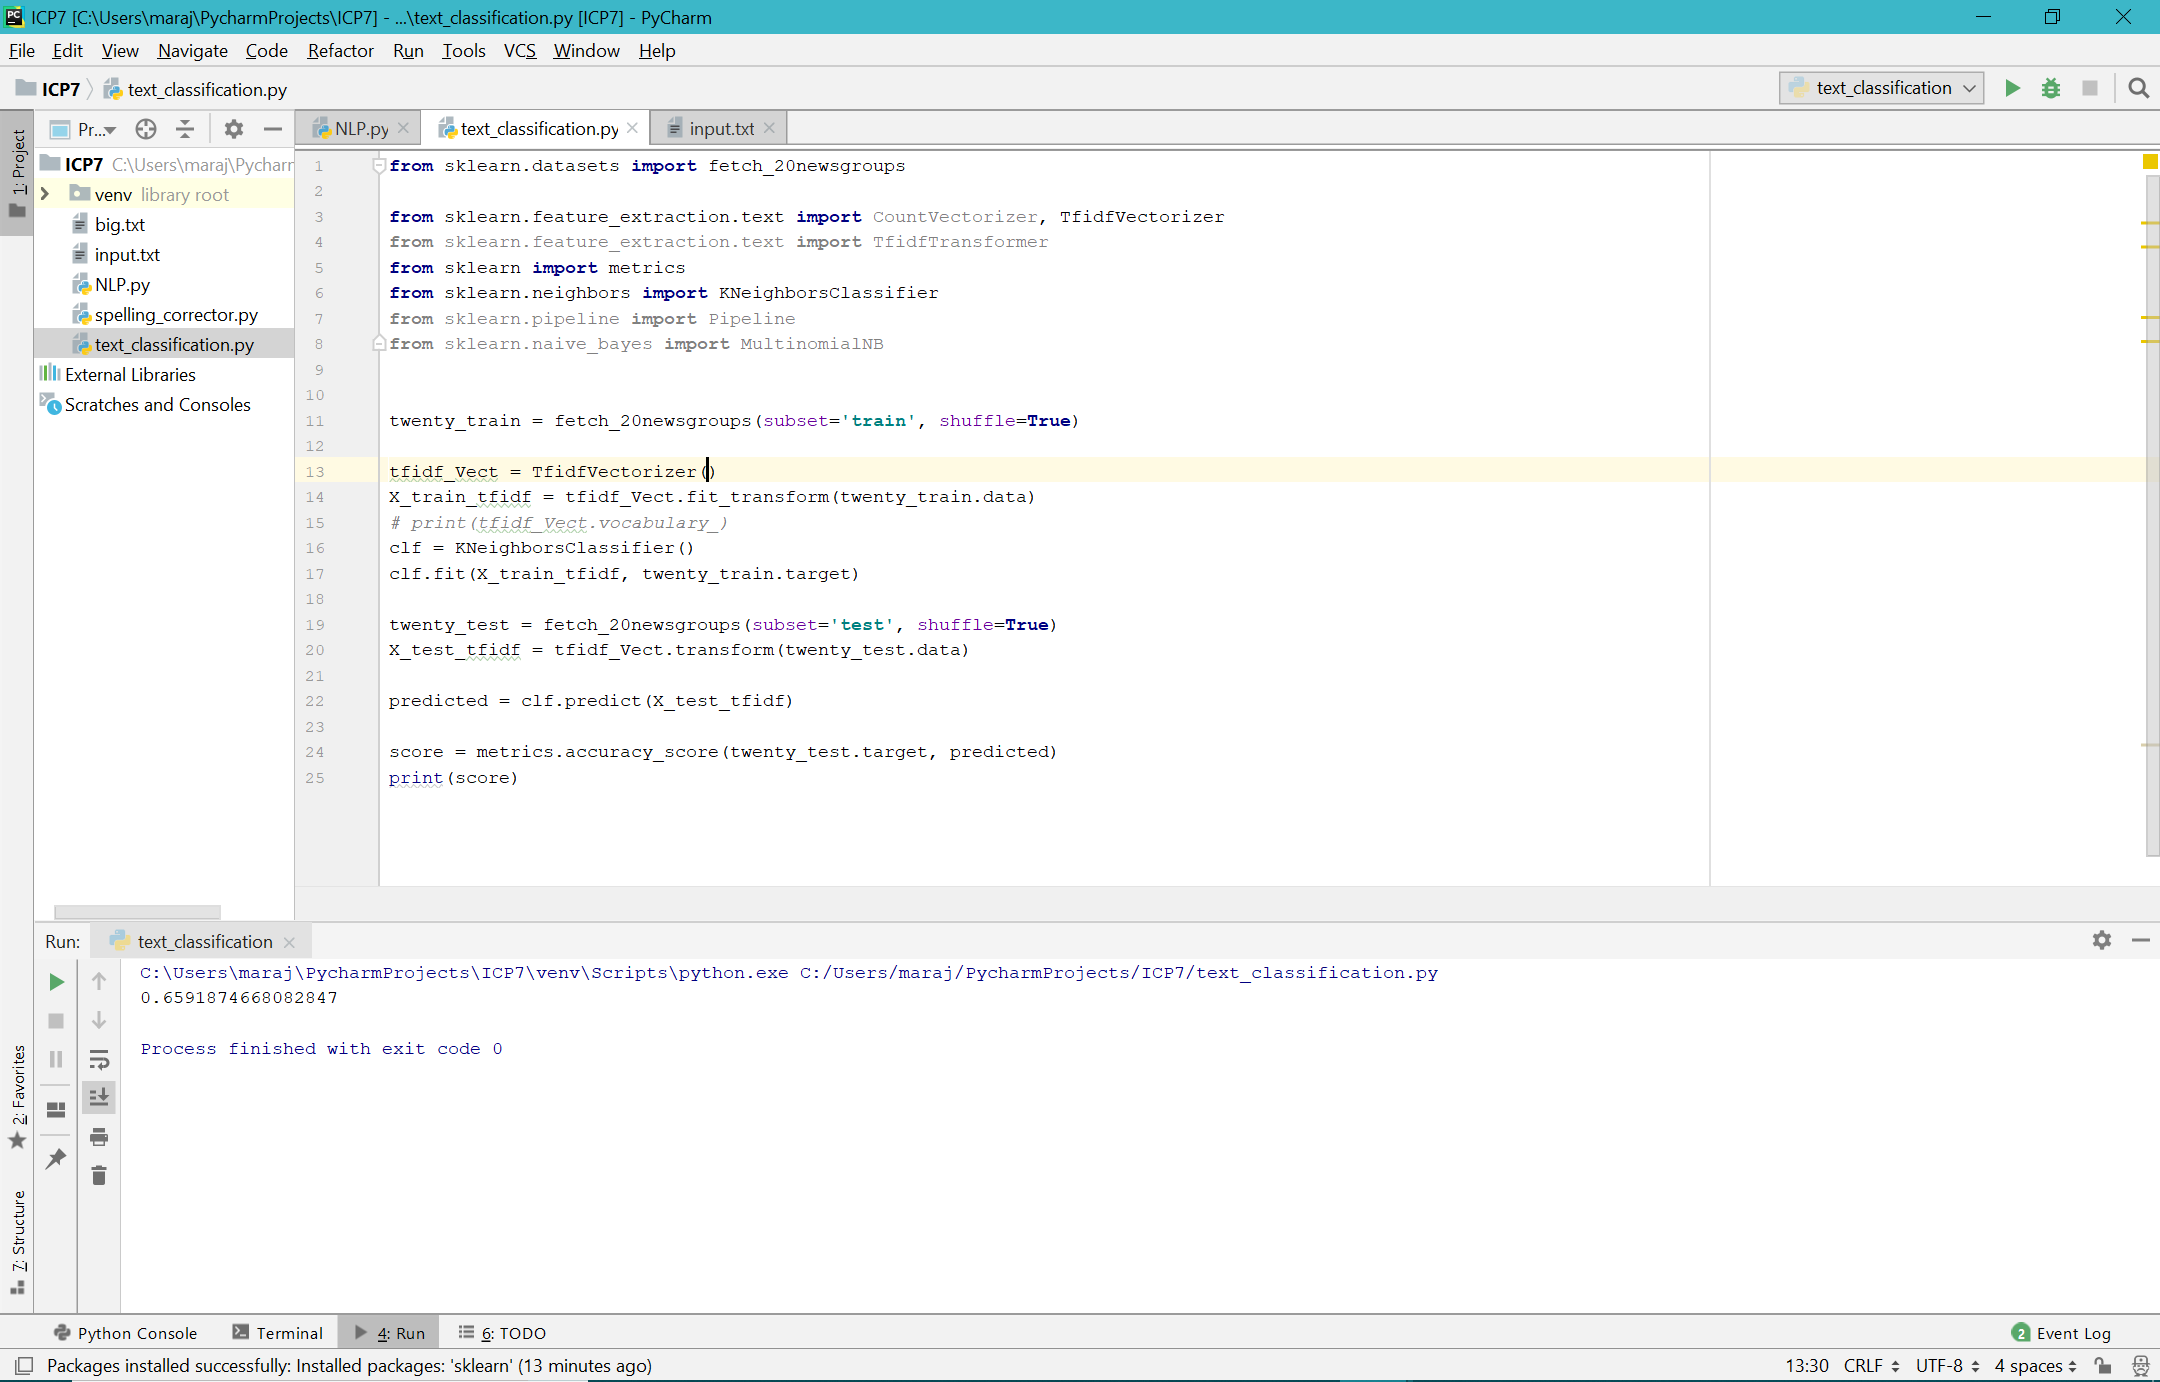 ICP7 [C:\Users\maraj\PycharmProjects\ICP7] - ...\text_classification.py [ICP7] - PyCharm
File Edit View Navigate Code Refactor Run Tools VCS Window Help
ICP7 text_classification.py text_classification
1: Project
Pr...
NLP.py text_classification.py input.txt
ICP7 C:\Users\maraj\Pycharm
venv library root
big.txt
input.txt
NLP.py
spelling_corrector.py
text_classification.py
External Libraries
Scratches and Consoles
1 from sklearn.datasets import fetch_20newsgroups
2
3 from sklearn.feature_extraction.text import CountVectorizer, TfidfVectorizer
4 from sklearn.feature_extraction.text import TfidfTransformer
5 from sklearn import metrics
6 from sklearn.neighbors import KNeighborsClassifier
7 from sklearn.pipeline import Pipeline
8 from sklearn.naive_bayes import MultinomialNB
9
10
11 twenty_train = fetch_20newsgroups(subset='train', shuffle=True)
12
13 tfidf_Vect = TfidfVectorizer()
14 X_train_tfidf = tfidf_Vect.fit_transform(twenty_train.data)
15 # print(tfidf_Vect.vocabulary_)
16 clf = KNeighborsClassifier()
17 clf.fit(X_train_tfidf, twenty_train.target)
18
19 twenty_test = fetch_20newsgroups(subset='test', shuffle=True)
20 X_test_tfidf = tfidf_Vect.transform(twenty_test.data)
21
22 predicted = clf.predict(X_test_tfidf)
23
24 score = metrics.accuracy_score(twenty_test.target, predicted)
25 print(score)
Run: text_classification
C:\Users\maraj\PycharmProjects\ICP7\venv\Scripts\python.exe C:/Users/maraj/PycharmProjects/ICP7/text_classification.py
0.6591874668082847
Process finished with exit code 0
2: Favorites
7: Structure
Python Console Terminal 4: Run 6: TODO 2 Event Log
Packages installed successfully: Installed packages: 'sklearn' (13 minutes ago) 13:30 CRLF UTF-8 4 spaces